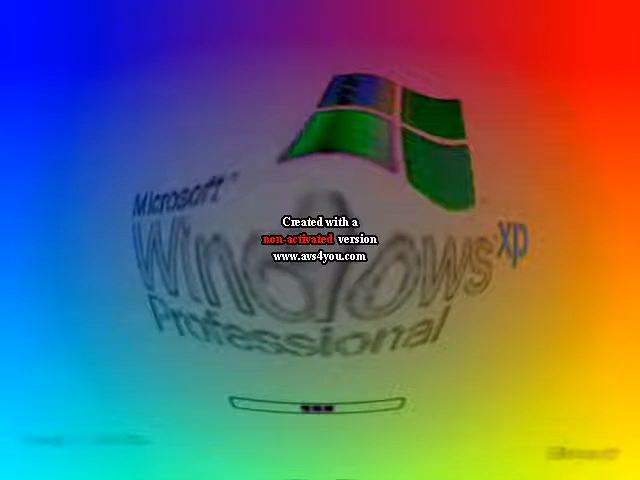 Microsoft
Windows xp
Professional
Created with a
non-activated version
www.avs4you.com